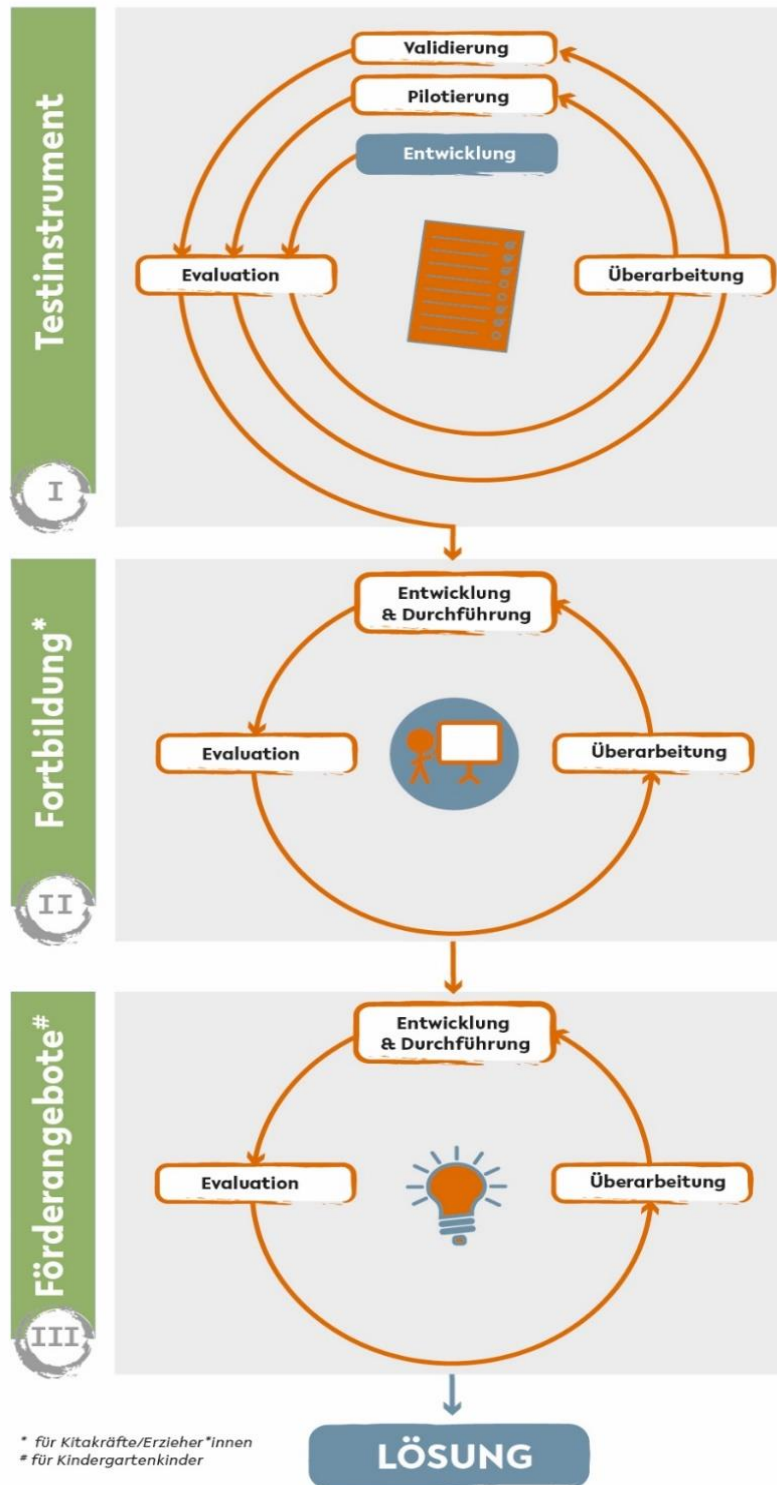 Testinstrument
I
Validierung
Pilotierung
Entwicklung
Evaluation
Überarbeitung
Fortbildung*
II
Entwicklung
& Durchführung
Evaluation
Überarbeitung
Förderangebote#
III
Entwicklung
& Durchführung
Evaluation
Überarbeitung
* für Kitakräfte/Erzieher*innen
# für Kindergartenkinder
LÖSUNG